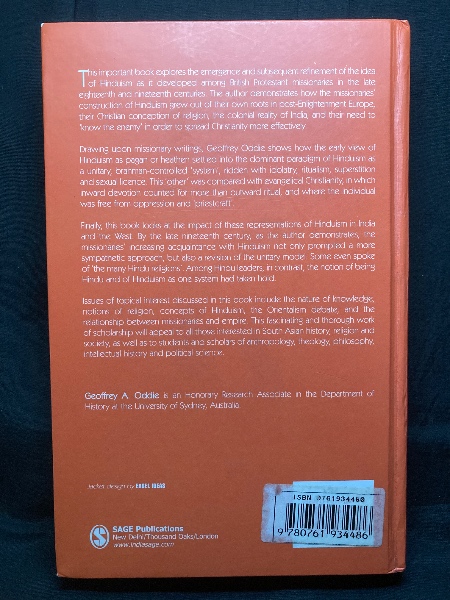 This important book explores the emergence and subsequent refinement of the idea
of Hinduism as it developed among British Protestant missionaries in the late
eighteenth and nineteenth centuries. The author demonstrates how the missionaries'
construction of Hinduism grew out of their own roots in post-Enlightenment Europe,
their Christian conception of religion, the colonial reality of India, and their need to
'know the enemy' in order to spread Christianity more effectively.
Drawing upon missionary writings, Geoffrey Oddie shows how the early view of
Hinduism as pagan or heathen settled into the dominant paradigm of Hinduism as
a unitary, brahman-controlled 'system', ridden with idolatry, ritualism, superstition
and sexual licence. This 'other' was compared with evangelical Christianity, in which
inward devotion counted for more than outward ritual, and where the individual
was free from oppression and 'priestcraft'.
Finally, this book looks at the impact of these representations of Hinduism in India
and the West. By the late nineteenth century, as the author demonstrates, the
missionaries' increasing acquaintance with Hinduism not only prompted a more
sympathetic approach, but also a revision of the unitary model. Some even spoke
of 'the many Hindu religions'. Among Hindu leaders, in contrast, the notion of being
Hindu and of Hinduism as one system had taken hold.
Issues of topical interest discussed in this book include the nature of knowledge,
notions of religion, concepts of Hinduism, the Orientalism debate, and the
relationship between missionaries and empire. This fascinating and thorough work
of scholarship will appeal to all those interested in South Asian history, religion and
society, as well as to students and scholars of anthropology, theology, philosophy,
intellectual history and political science.
Geoffrey A. Oddie is an Honorary Research Associate in the Department of
History at the University of Sydney, Australia.
Jacket design by EXSEL IDEAS
SAGE Publications
New Delhi/Thousand Oaks/London
www.indiasage.com
ISBN 0761934480
9 780761 934486